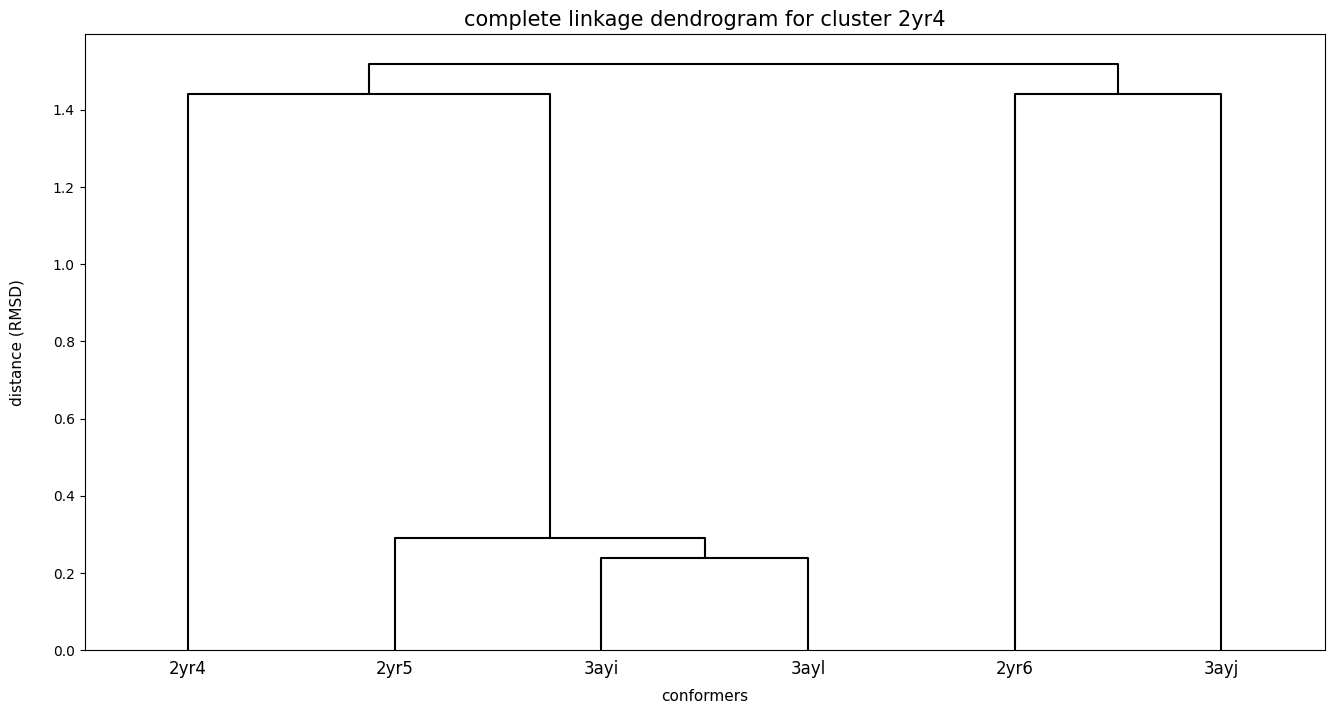 complete linkage dendrogram for cluster 2yr4
1.4
1.2
1.0
0.8
0.6
0.4
0.2
0.0
distance (RMSD)
2yr4 2yr5 3ayi 3ayl 2yr6 3ayj
conformers